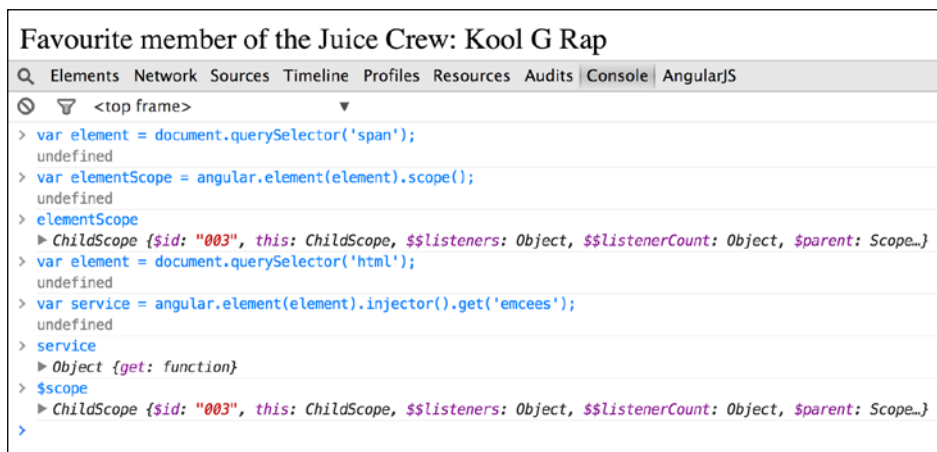 Favourite member of the Juice Crew: Kool G Rap
Elements Network Sources Timeline Profiles Resources Audits Console AngularJS
<top frame> ▼
> var element = document.querySelector('span');
undefined
> var elementScope = angular.element(element).scope();
undefined
> elementScope
▶ ChildScope {$id: "003", this: ChildScope, $$listeners: Object, $$listenerCount: Object, $parent: Scope…}
> var element = document.querySelector('html');
undefined
> var service = angular.element(element).injector().get('emcees');
undefined
> service
▶ Object {get: function}
> $scope
▶ ChildScope {$id: "003", this: ChildScope, $$listeners: Object, $$listenerCount: Object, $parent: Scope…}
>